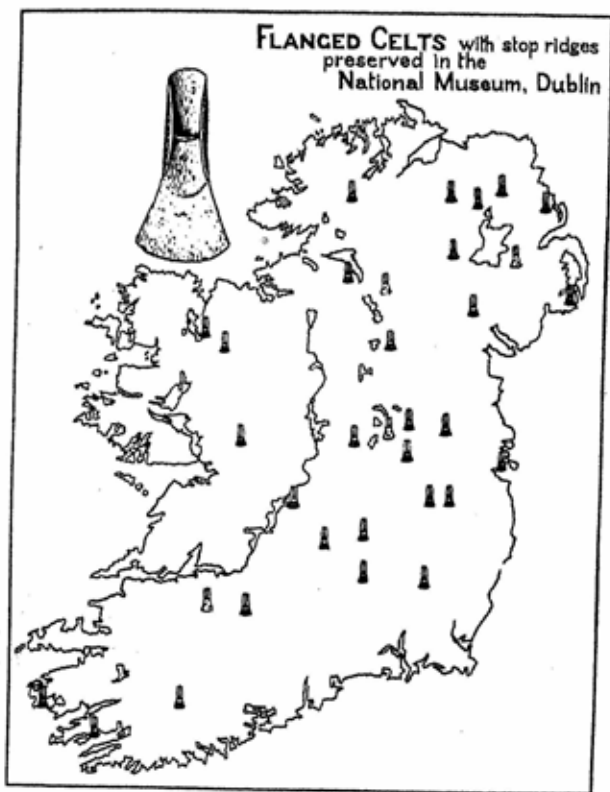 FLANGED CELTS with stop ridges
preserved in the
National Museum, Dublin